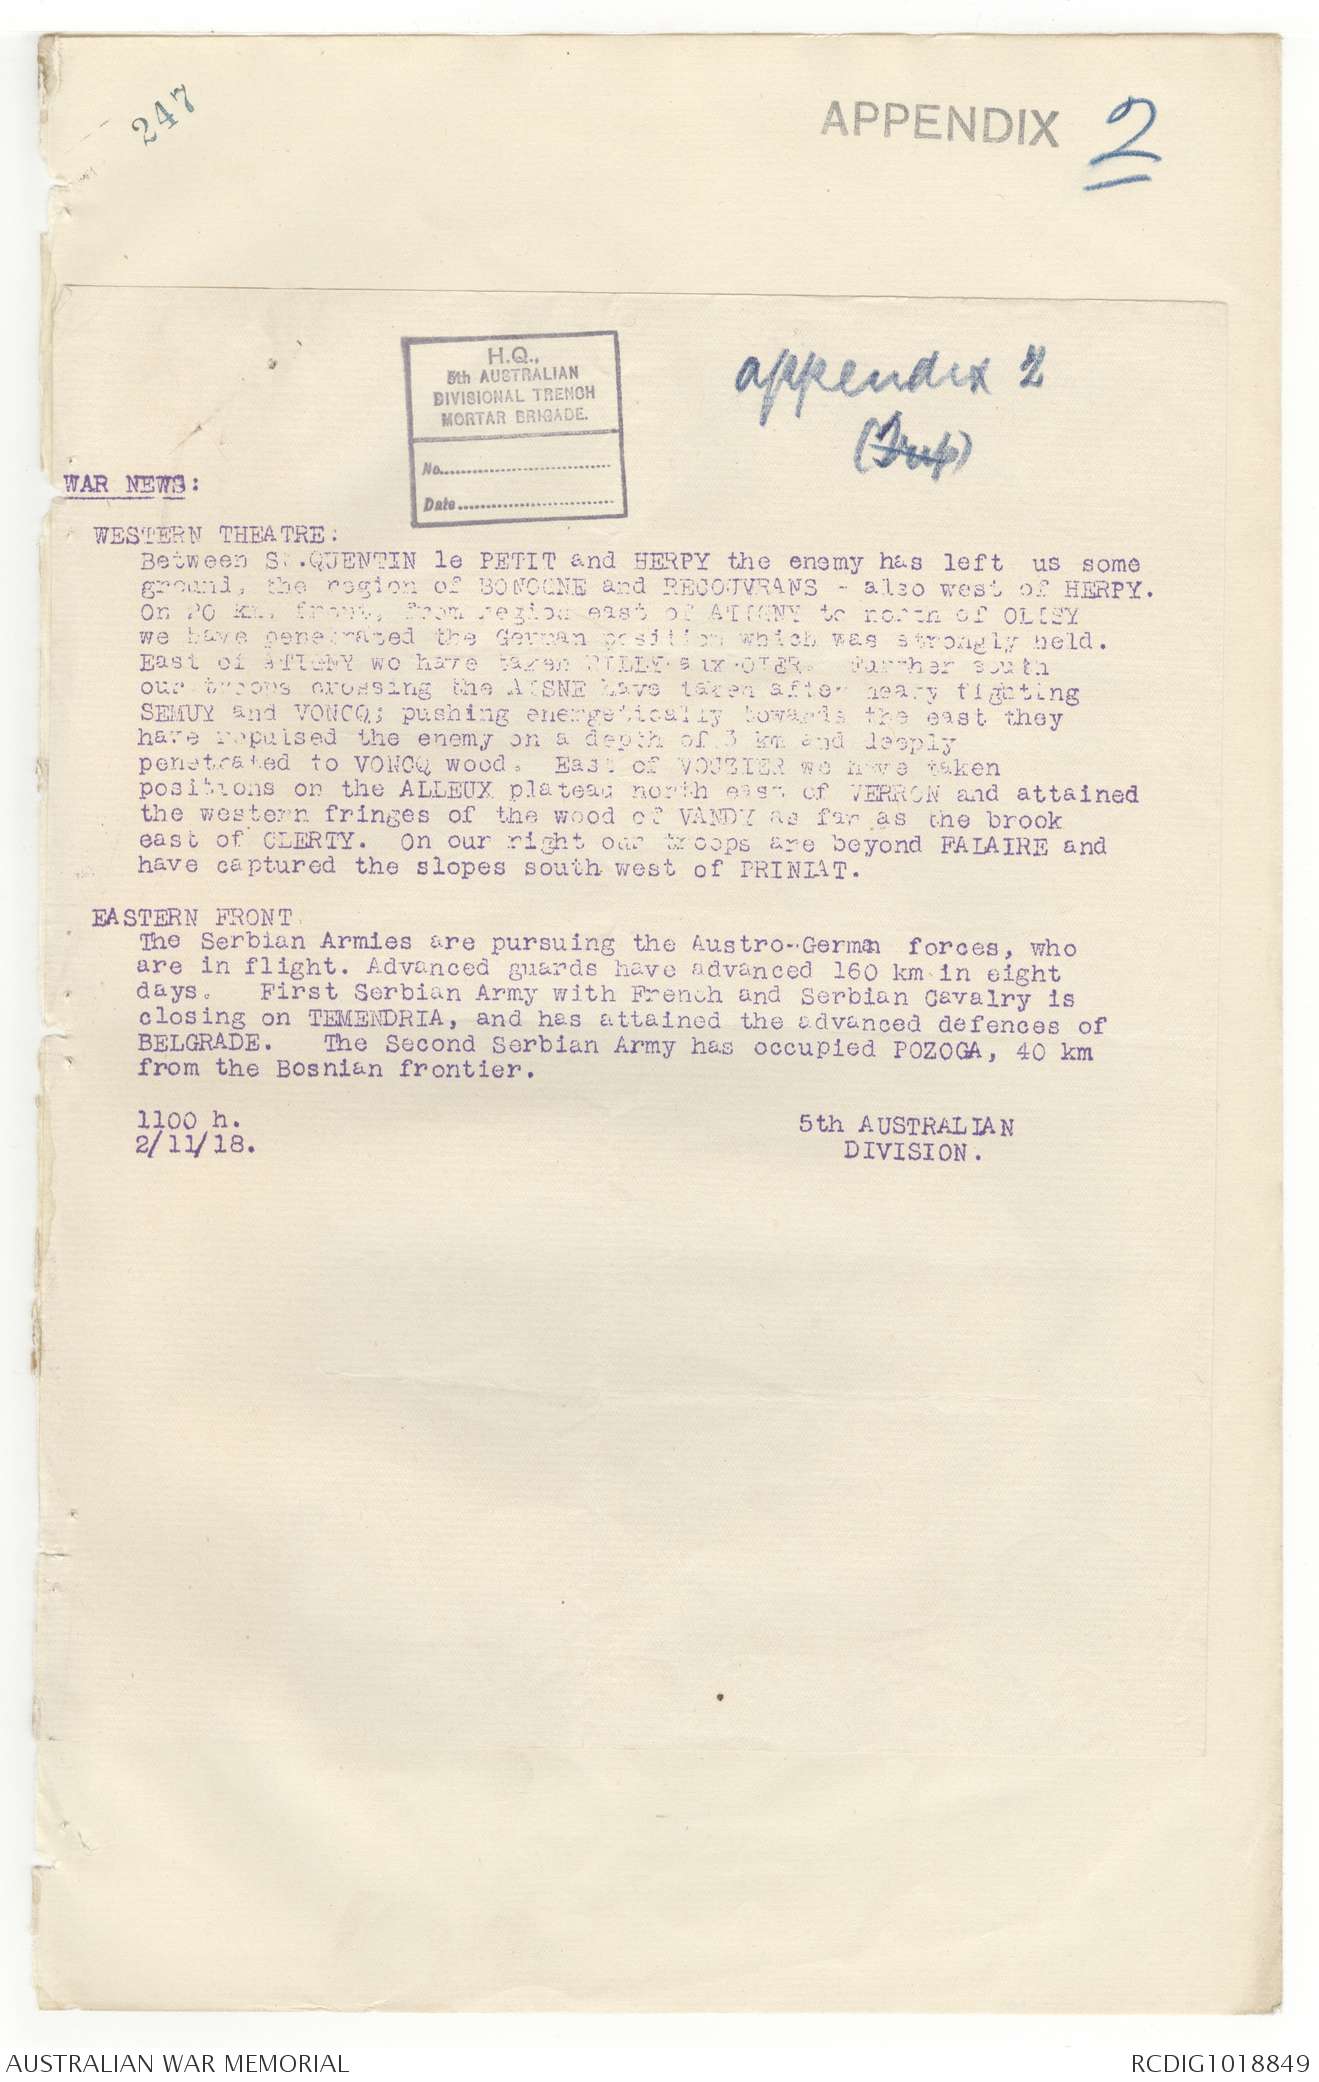 247
APPENDIX 2
H.Q.,
5th AUSTRALIAN
DIVISIONAL TRENCH
MORTAR BRIGADE.
No.
Date
appendix 2
WAR NEWS:
WESTERN THEATRE:
Between St.QUENTIN le PETIT and HERPY the enemy has left us some
ground, the region of BONOGNE and RECOUVRANS - also west of HERPY.
On 20 km. front, from region east of ATIGNY to north of OLISY
we have penetrated the German position which was strongly held.
East of ATIGNY we have taken RILLY aux OIER. Further south
our troops crossing the AISNE have taken after heavy fighting
SEMUY and VONCQ; pushing energetically towards the east they
have repulsed the enemy on a depth of 3 km and deeply
penetrated to VONCQ wood. East of VOUZIER we have taken
positions on the ALLEUX plateau north east of VERRON and attained
the western fringes of the wood of VANDY as far as the brook
east of CLERTY. On our right our troops are beyond FALAIRE and
have captured the slopes south west of PRINIAT.
EASTERN FRONT.
The Serbian Armies are pursuing the Austro-German forces, who
are in flight. Advanced guards have advanced 160 km in eight
days. First Serbian Army with French and Serbian Cavalry is
closing on TEMENDRIA, and has attained the advanced defences of
BELGRADE. The Second Serbian Army has occupied POZOGA, 40 km
from the Bosnian frontier.
1100 h.
2/11/18.
5th AUSTRALIAN
DIVISION.
AUSTRALIAN WAR MEMORIAL
RCDIG1018849